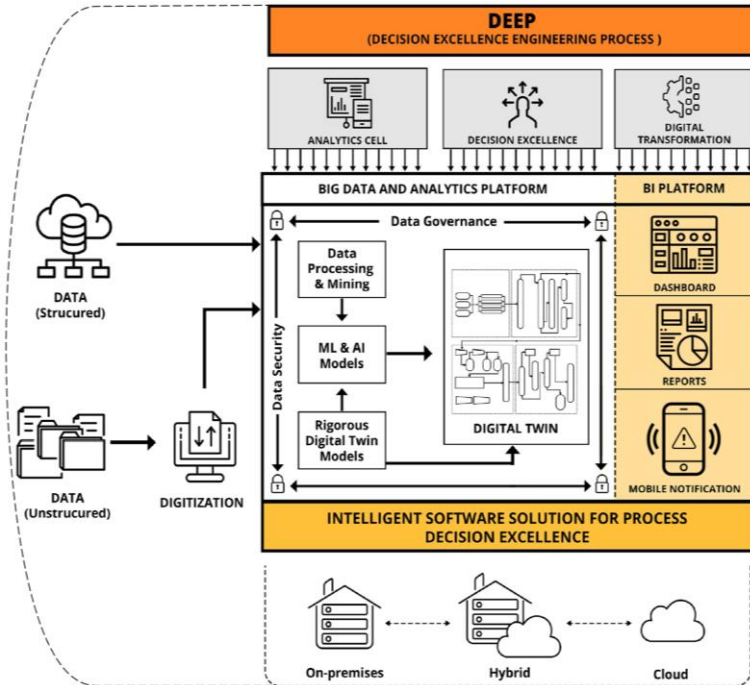 DEEP
(DECISION EXCELLENCE ENGINEERING PROCESS )
ANALYTICS CELL
DECISION EXCELLENCE
DIGITAL
TRANSFORMATION
BIG DATA AND ANALYTICS PLATFORM
BI PLATFORM
Data Governance
Data Security
Data
Processing
& Mining
ML & AI
Models
Rigorous
Digital Twin
Models
DIGITAL TWIN
DASHBOARD
REPORTS
MOBILE NOTIFICATION
DATA
(Strucured)
DATA
(Unstrucured)
DIGITIZATION
INTELLIGENT SOFTWARE SOLUTION FOR PROCESS
DECISION EXCELLENCE
On-premises
Hybrid
Cloud